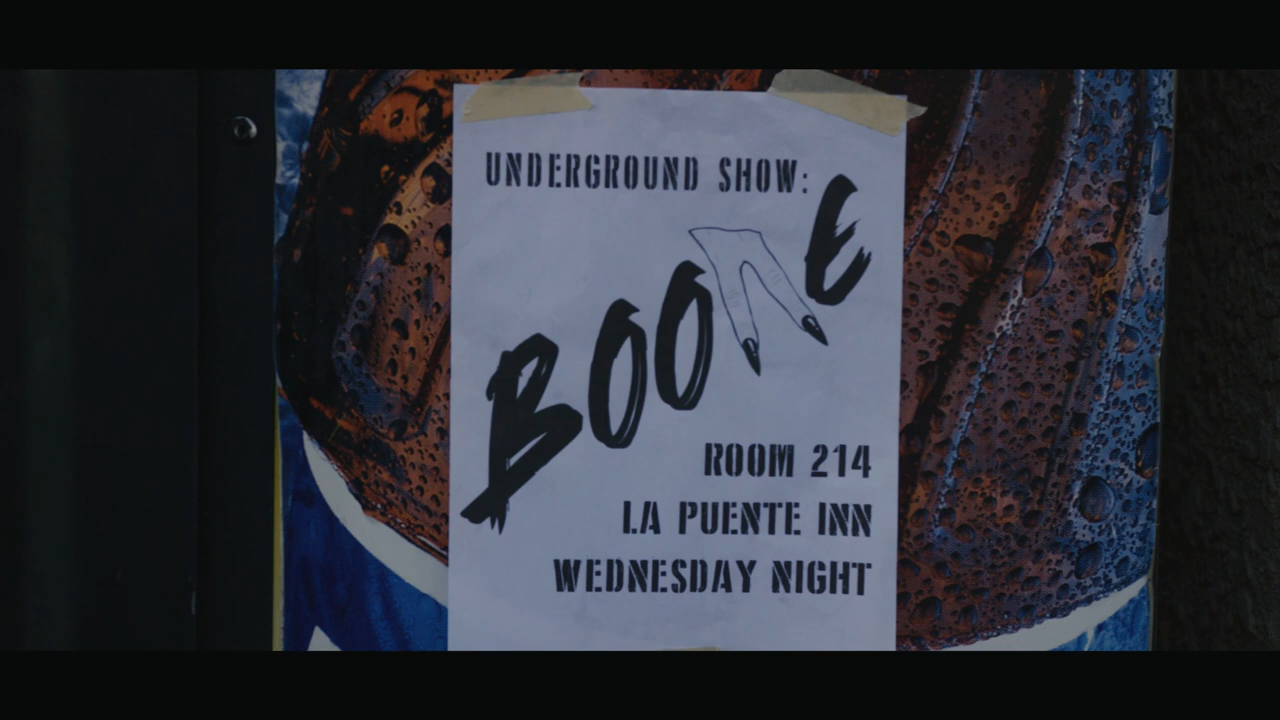 UNDERGROUND SHOW:
BOONE
ROOM 214
LA PUENTE INN
WEDNESDAY NIGHT